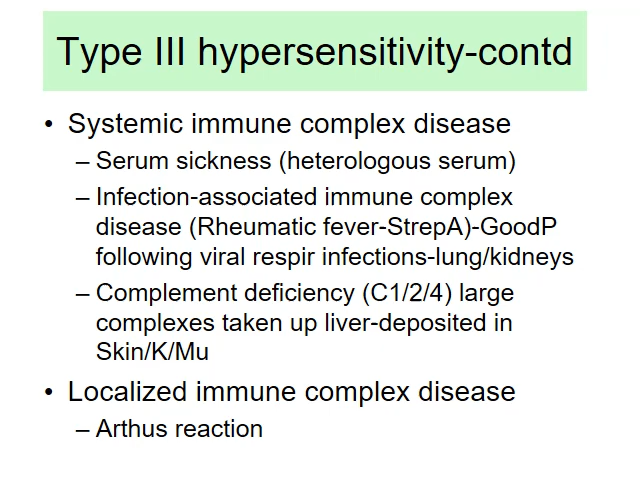 Type III hypersensitivity-contd
• Systemic immune complex disease
– Serum sickness (heterologous serum)
– Infection-associated immune complex
disease (Rheumatic fever-StrepA)-GoodP
following viral respir infections-lung/kidneys
– Complement deficiency (C1/2/4) large
complexes taken up liver-deposited in
Skin/K/Mu
• Localized immune complex disease
– Arthus reaction